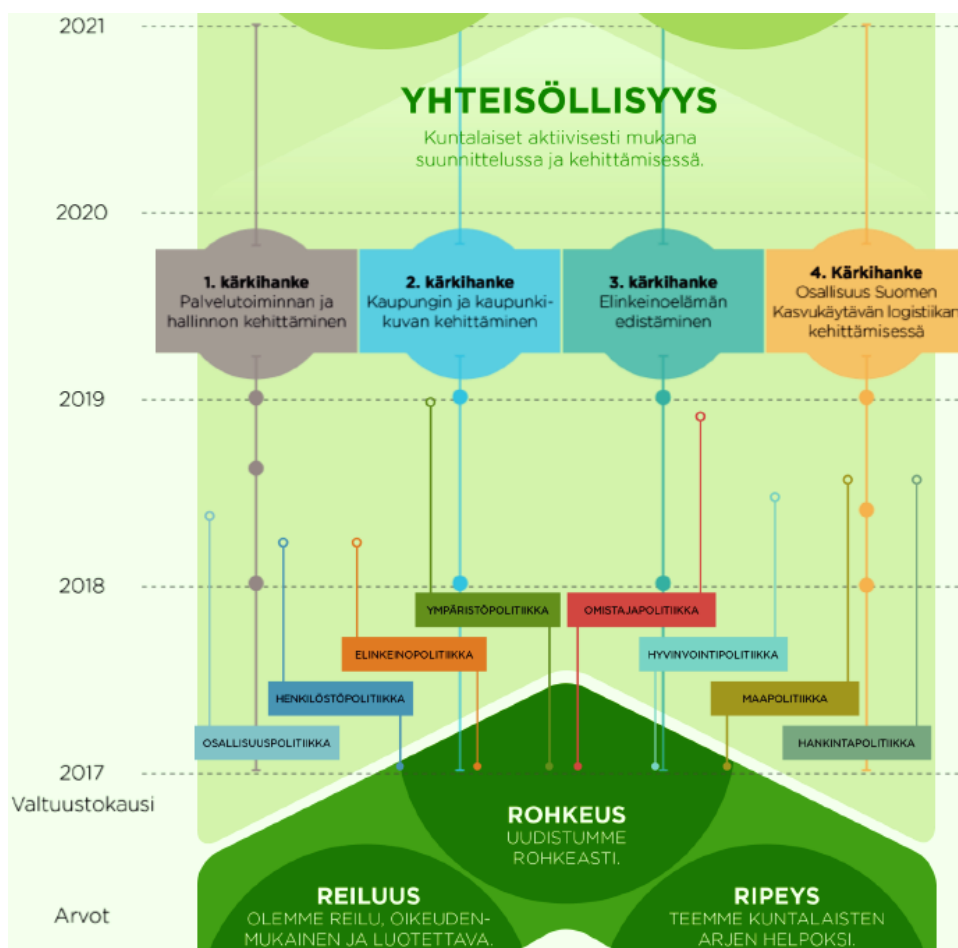 2021
YHTEISÖLLISYYS
Kuntalaiset aktiivisesti mukana
suunnittelussa ja kehittämisessä.
2020
1. kärkihanke
Palvelutoiminnan ja
hallinnon kehittäminen
2. kärkihanke
Kaupungin ja kaupunki-
kuvan kehittäminen
3. kärkihanke
Elinkeinoelämän
edistäminen
4. Kärkihanke
Osallisuus Suomen
Kasvukäytävän logistiikan
kehittämisessä
2019
2018
YMPÄRISTÖPOLITIIKKA
OMISTAJAPOLITIIKKA
ELINKEINOPOLITIIKKA
HYVINVOINTIPOLITIIKKA
HENKILÖSTÖPOLITIIKKA
MAAPOLITIIKKA
OSALLISUUSPOLITIIKKA
HANKINTAPOLITIIKKA
2017
Valtuustokausi
ROHKEUS
UUDISTUMME
ROHKEASTI.
Arvot
REILUUS
OLEMME REILU, OIKEUDEN-
MUKAINEN JA LUOTETTAVA.
RIPEYS
TEEMME KUNTALAISTEN
ARJEN HELPOKSI